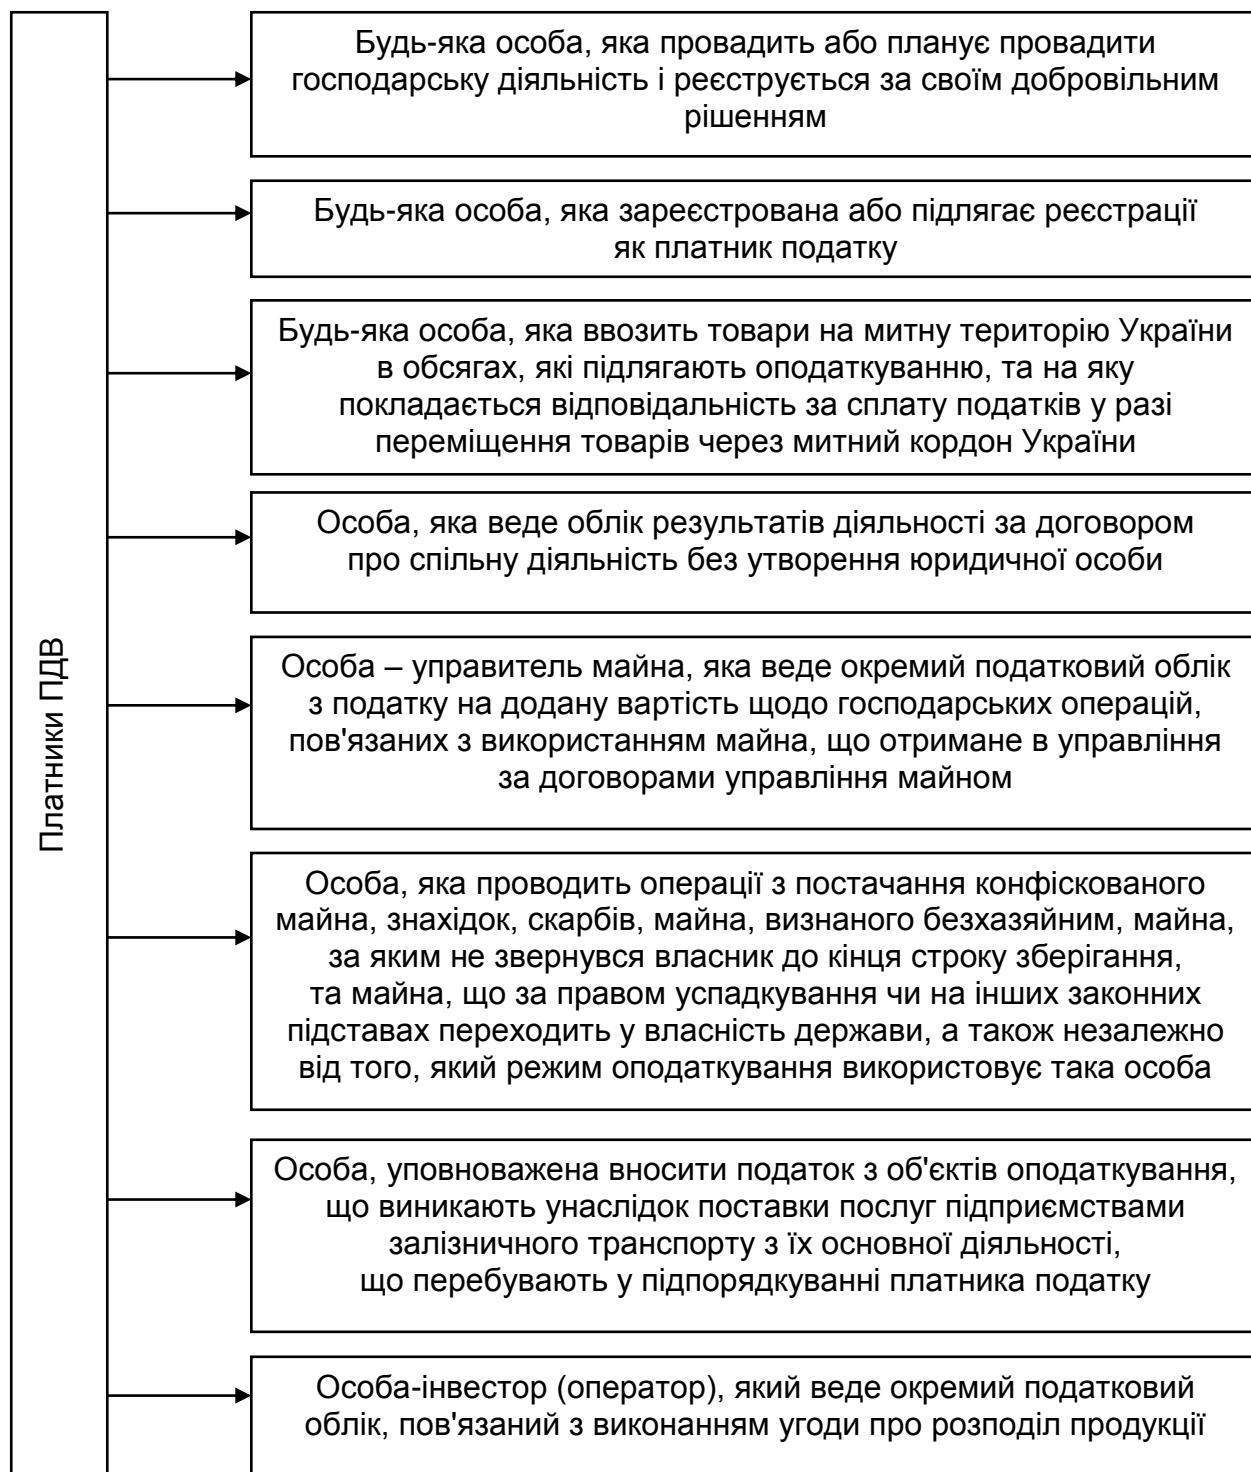 Платники ПДВ
Будь-яка особа, яка провадить або планує провадити
господарську діяльність і реєструється за своїм добровільним
рішенням
Будь-яка особа, яка зареєстрована або підлягає реєстрації
як платник податку
Будь-яка особа, яка ввозить товари на митну територію України
в обсягах, які підлягають оподаткуванню, та на яку
покладається відповідальність за сплату податків у разі
переміщення товарів через митний кордон України
Особа, яка веде облік результатів діяльності за договором
про спільну діяльність без утворення юридичної особи
Особа – управитель майна, яка веде окремий податковий облік
з податку на додану вартість щодо господарських операцій,
пов'язаних з використанням майна, що отримане в управління
за договорами управління майном
Особа, яка проводить операції з постачання конфіскованого
майна, знахідок, скарбів, майна, визнаного безхазяйним, майна,
за яким не звернувся власник до кінця строку зберігання,
та майна, що за правом успадкування чи на інших законних
підставах переходить у власність держави, а також незалежно
від того, який режим оподаткування використовує така особа
Особа, уповноважена вносити податок з об'єктів оподаткування,
що виникають унаслідок поставки послуг підприємствами
залізничного транспорту з їх основної діяльності,
що перебувають у підпорядкуванні платника податку
Особа-інвестор (оператор), який веде окремий податковий
облік, пов'язаний з виконанням угоди про розподіл продукції